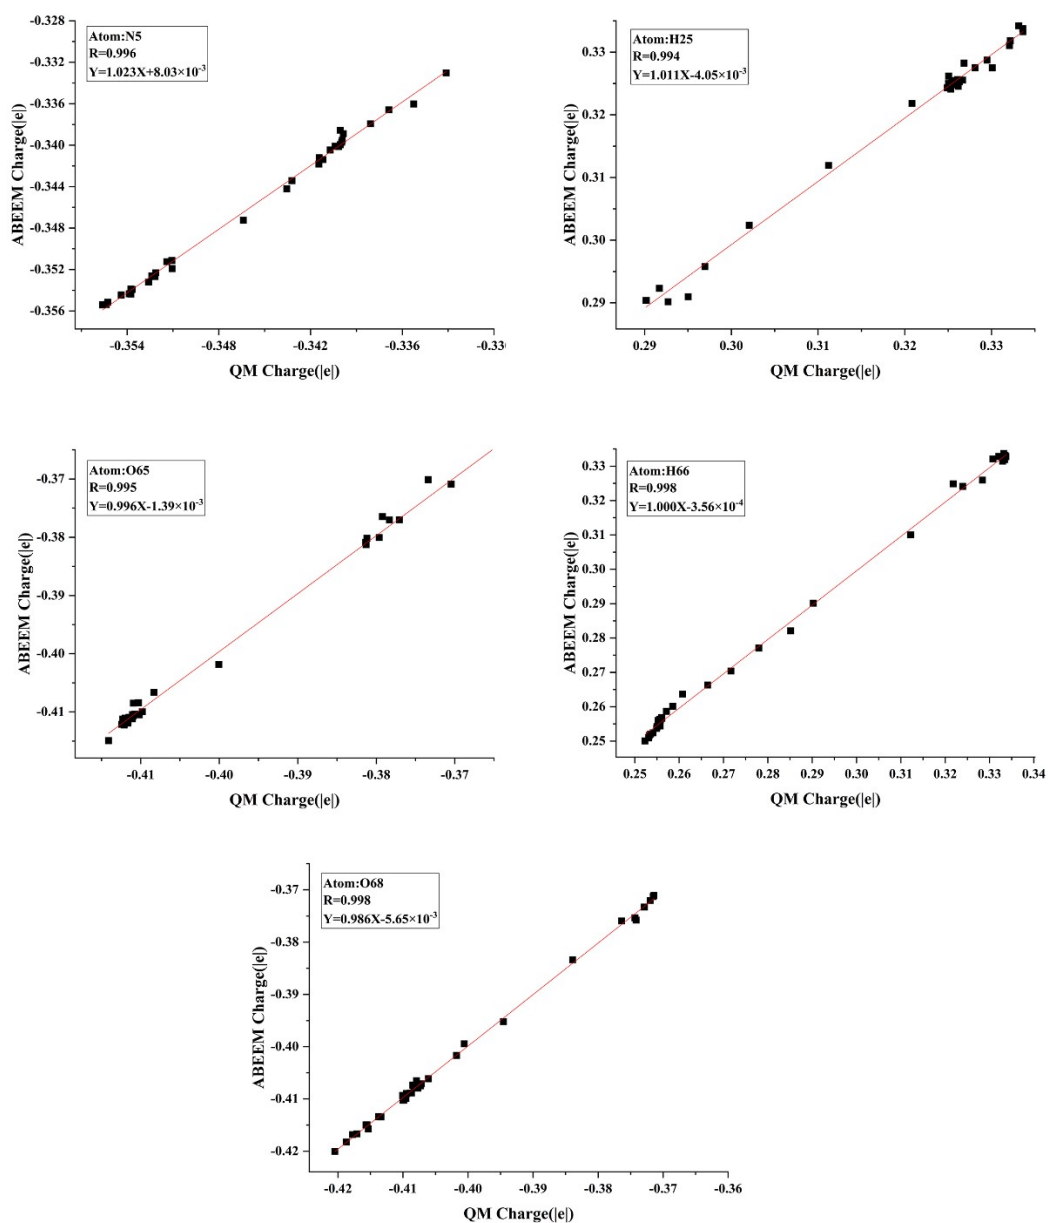 Atom:N5
R=0.996
Y=1.023X+8.03×10⁻³
-0.328
-0.332
-0.336
-0.340
-0.344
-0.348
-0.352
-0.356
ABEEM Charge(|e|)
-0.354 -0.348 -0.342 -0.336 -0.330
QM Charge(|e|)
Atom:H25
R=0.994
Y=1.011X-4.05×10⁻³
0.33
0.32
0.31
0.30
0.29
ABEEM Charge(|e|)
0.29 0.30 0.31 0.32 0.33
QM Charge(|e|)
Atom:O65
R=0.995
Y=0.996X-1.39×10⁻³
-0.37
-0.38
-0.39
-0.40
-0.41
ABEEM Charge(|e|)
-0.41 -0.40 -0.39 -0.38 -0.37
QM Charge(|e|)
Atom:H66
R=0.998
Y=1.000X-3.56×10⁻⁴
0.33
0.32
0.31
0.30
0.29
0.28
0.27
0.26
0.25
ABEEM Charge(|e|)
0.25 0.26 0.27 0.28 0.29 0.30 0.31 0.32 0.33 0.34
QM Charge(|e|)
Atom:O68
R=0.998
Y=0.986X-5.65×10⁻³
-0.37
-0.38
-0.39
-0.40
-0.41
-0.42
ABEEM Charge(|e|)
-0.42 -0.41 -0.40 -0.39 -0.38 -0.37 -0.36
QM Charge(|e|)